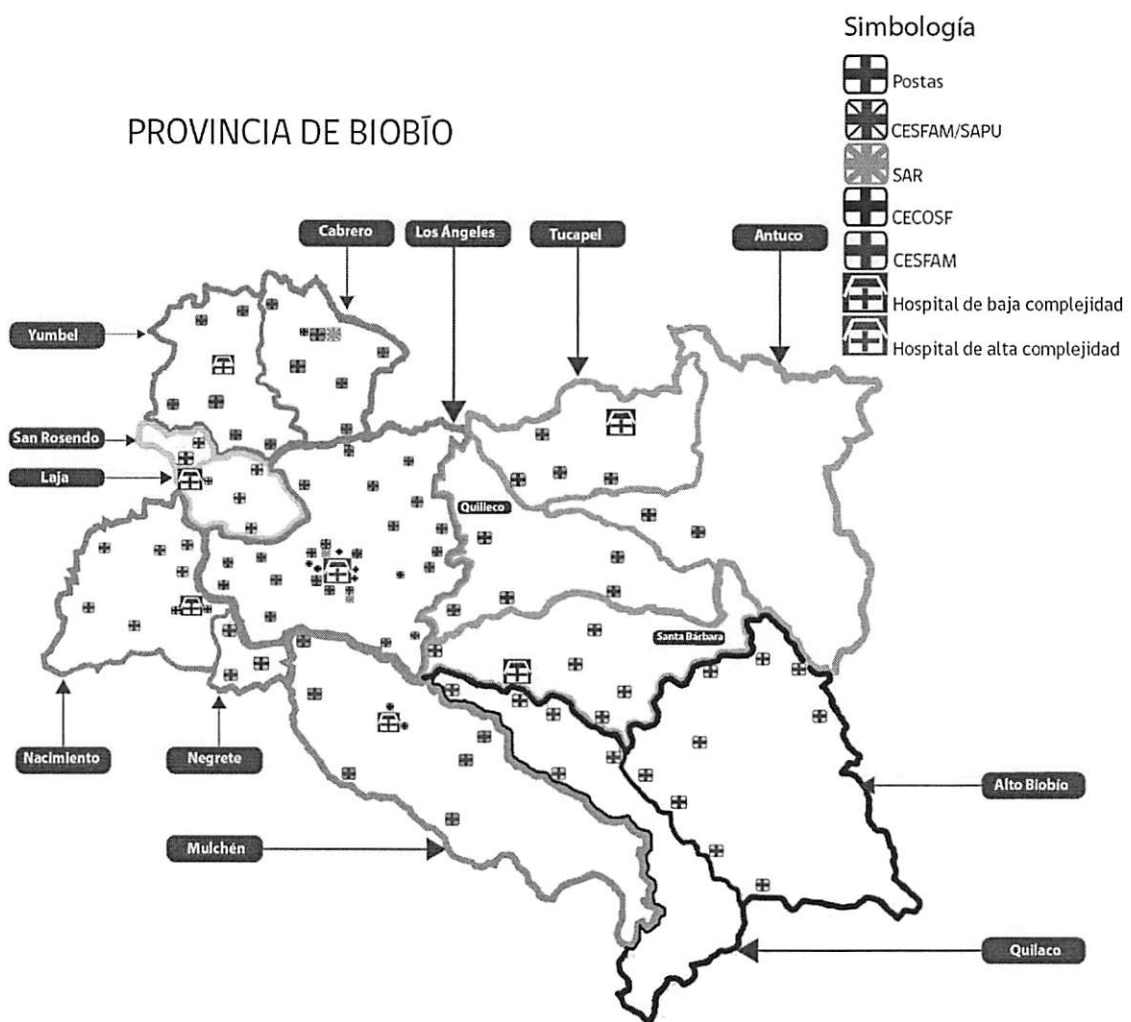 Simbología
Postas
CESFAM/SAPU
SAR
CECOSF
CESFAM
Hospital de baja complejidad
Hospital de alta complejidad
PROVINCIA DE BIOBÍO
Cabrero
Los Ángeles
Tucapel
Antuco
Yumbel
San Rosendo
Laja
Quilleco
Santa Bárbara
Nacimiento
Negrete
Alto Biobío
Mulchén
Quilaco